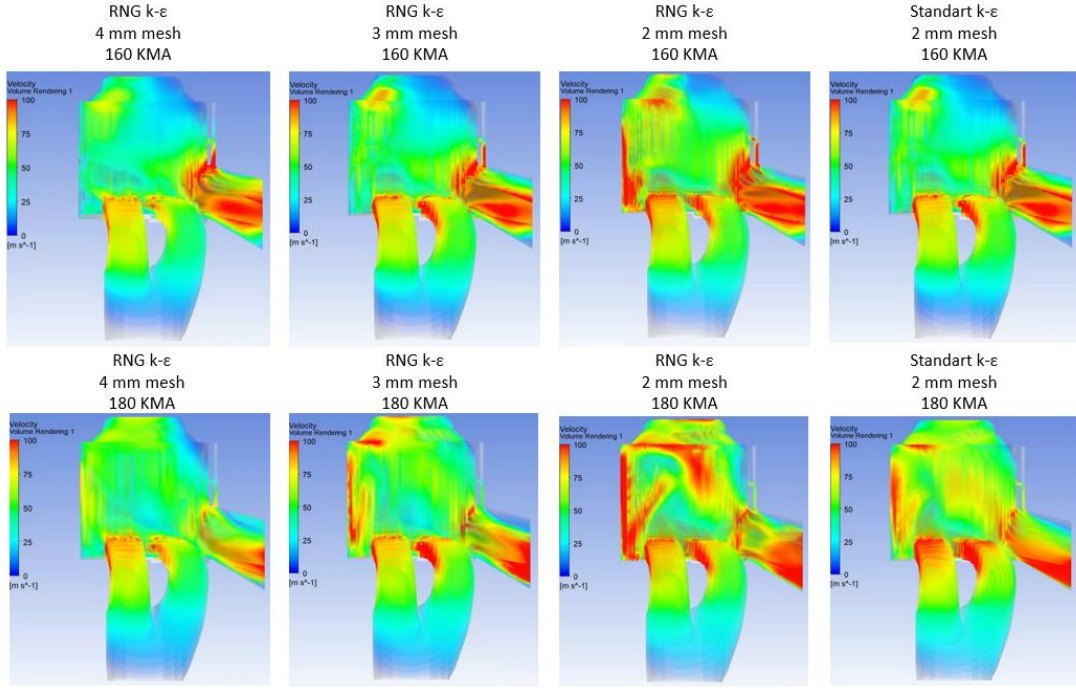 RNG k-ε
4 mm mesh
160 KMA
RNG k-ε
3 mm mesh
160 KMA
RNG k-ε
2 mm mesh
160 KMA
Standart k-ε
2 mm mesh
160 KMA
Velocity
Volume Rendering 1
100
75
50
25
0
[m s^-1]
Velocity
Volume Rendering 1
100
75
50
25
0
[m s^-1]
Velocity
Volume Rendering 1
100
75
50
25
0
[m s^-1]
Velocity
Volume Rendering 1
100
75
50
25
0
[m s^-1]
RNG k-ε
4 mm mesh
180 KMA
RNG k-ε
3 mm mesh
180 KMA
RNG k-ε
2 mm mesh
180 KMA
Standart k-ε
2 mm mesh
180 KMA
Velocity
Volume Rendering 1
100
75
50
25
0
[m s^-1]
Velocity
Volume Rendering 1
100
75
50
25
0
[m s^-1]
Velocity
Volume Rendering 1
100
75
50
25
0
[m s^-1]
Velocity
Volume Rendering 1
100
75
50
25
0
[m s^-1]